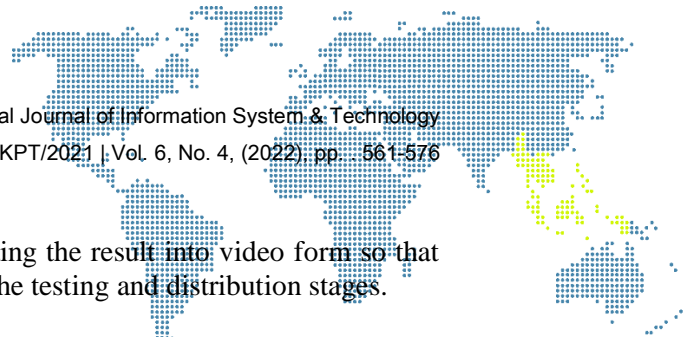 al Journal of Information System & Technology
KPT/2021 | Vol. 6, No. 4, (2022), pp. . 561-576
ing the result into video form so that
he testing and distribution stages.